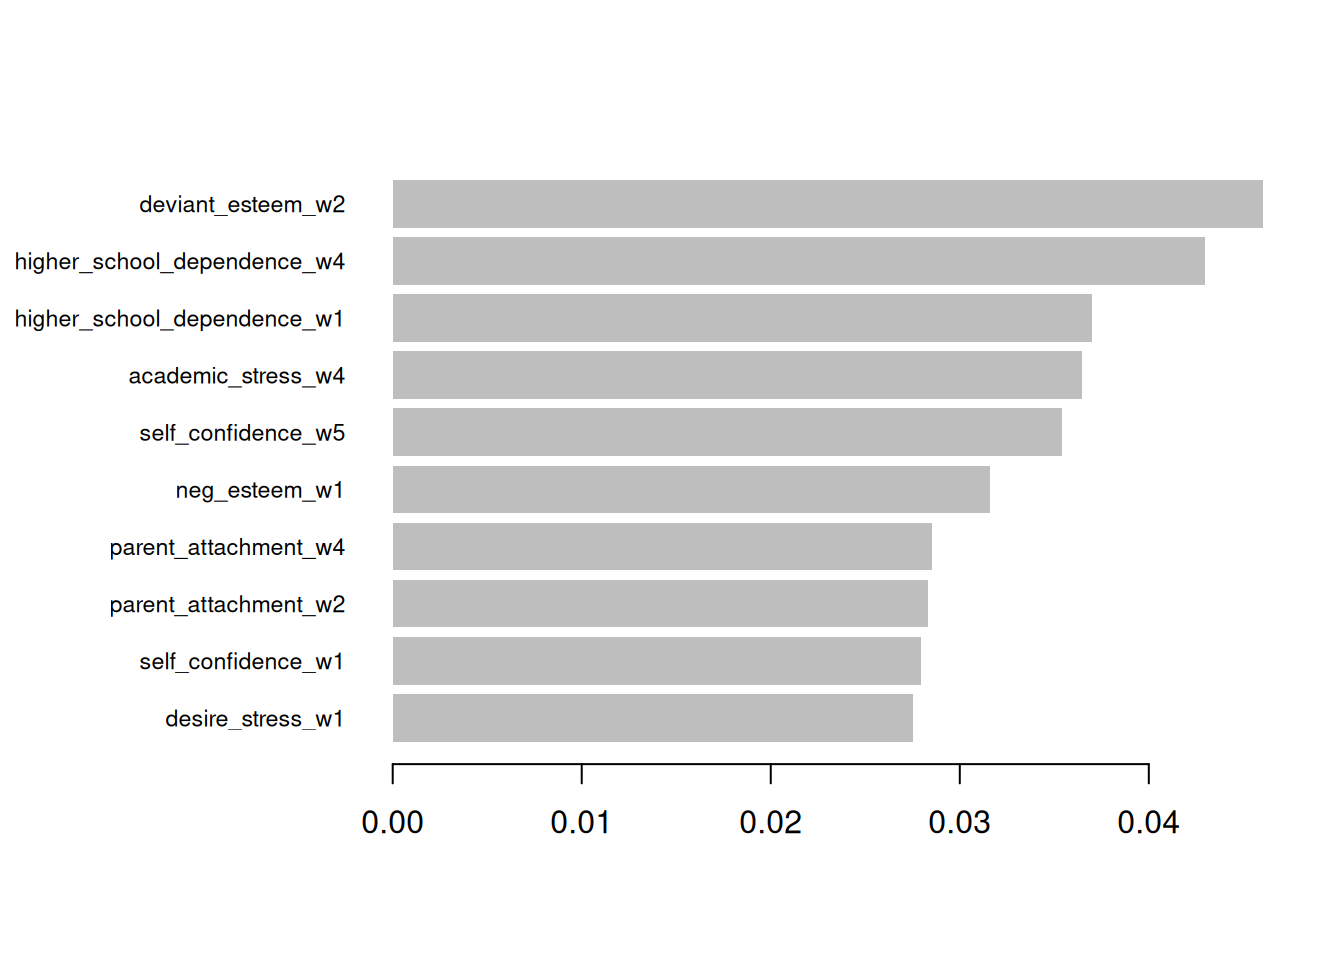 deviant_esteem_w2
higher_school_dependence_w4
higher_school_dependence_w1
academic_stress_w4
self_confidence_w5
neg_esteem_w1
parent_attachment_w4
parent_attachment_w2
self_confidence_w1
desire_stress_w1
0.00 0.01 0.02 0.03 0.04